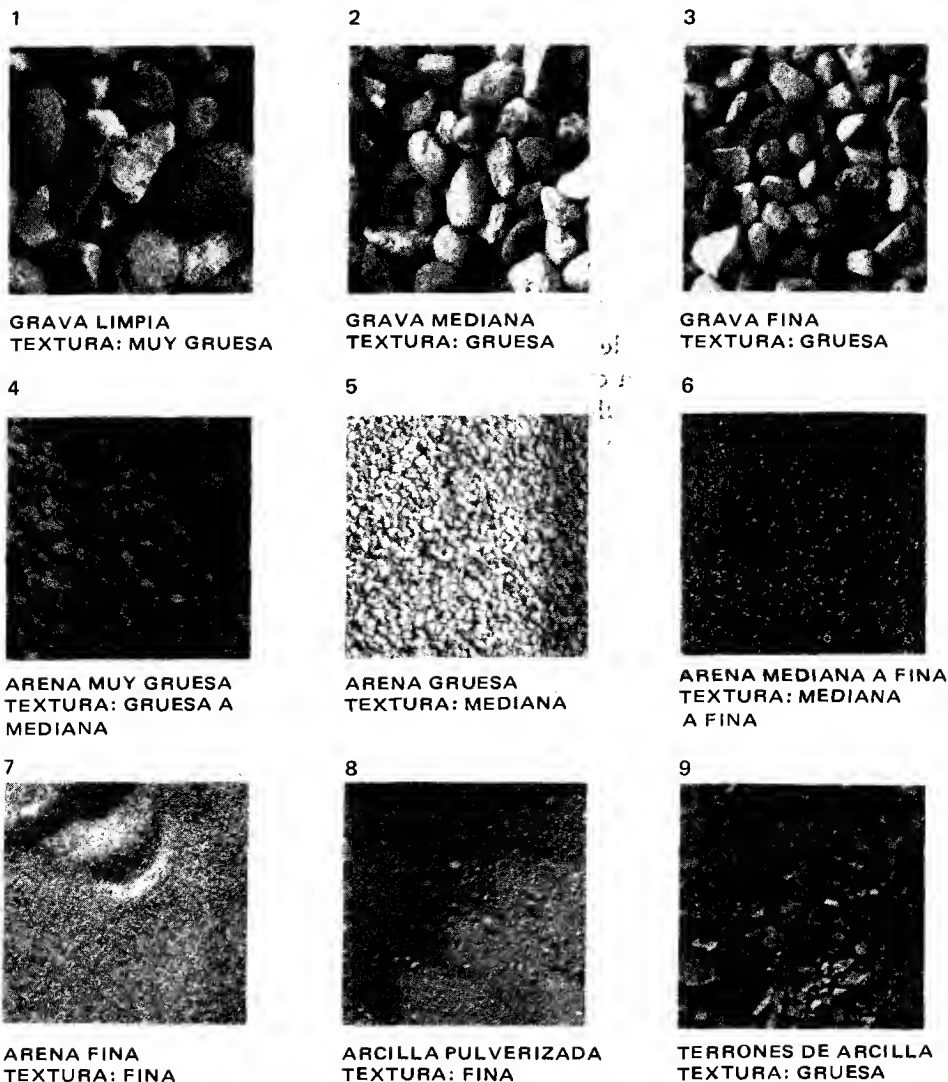 1
2
3
GRAVA LIMPIA
TEXTURA: MUY GRUESA
GRAVA MEDIANA
TEXTURA: GRUESA
GRAVA FINA
TEXTURA: GRUESA
4
5
6
ARENA MUY GRUESA
TEXTURA: GRUESA A
MEDIANA
ARENA GRUESA
TEXTURA: MEDIANA
ARENA MEDIANA A FINA
TEXTURA: MEDIANA
A FINA
7
8
9
ARENA FINA
TEXTURA: FINA
ARCILLA PULVERIZADA
TEXTURA: FINA
TERRONES DE ARCILLA
TEXTURA: GRUESA